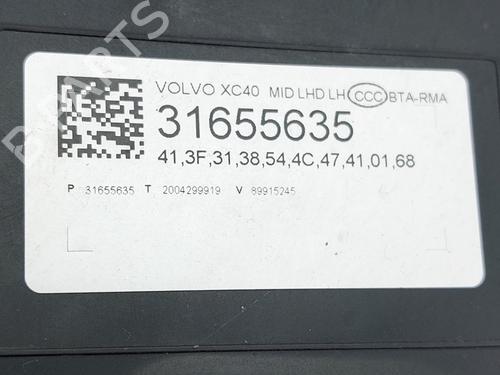 B PARTS
VOLVO XC40 MID LHD LH CCC BTA-RMA
31655635
41,3F,31,38,54,4C,47,41,01,68
P 31655635 T 2004299919 V 89915245